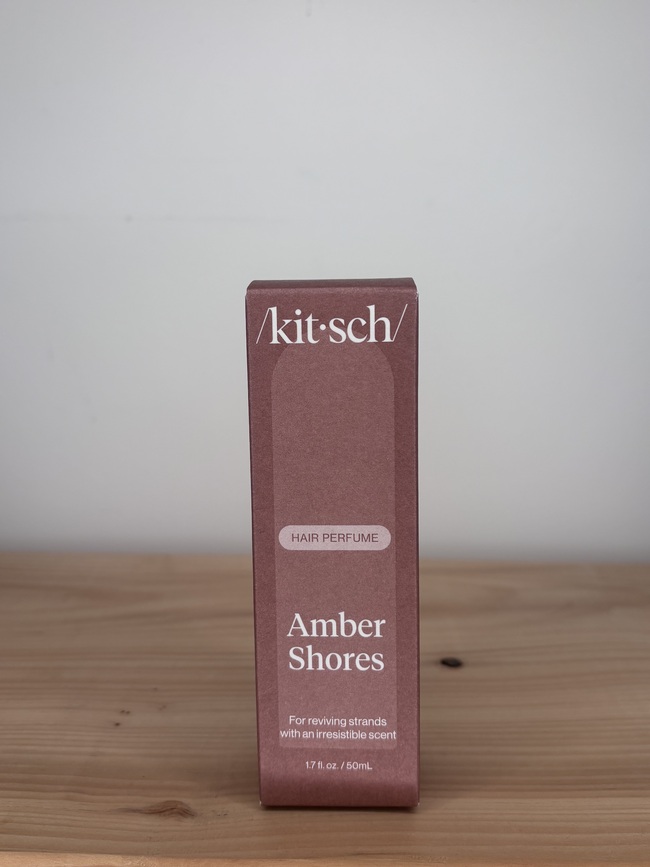 /kit·sch/
HAIR PERFUME
Amber
Shores
For reviving strands
with an irresistible scent
1.7 fl. oz. / 50mL